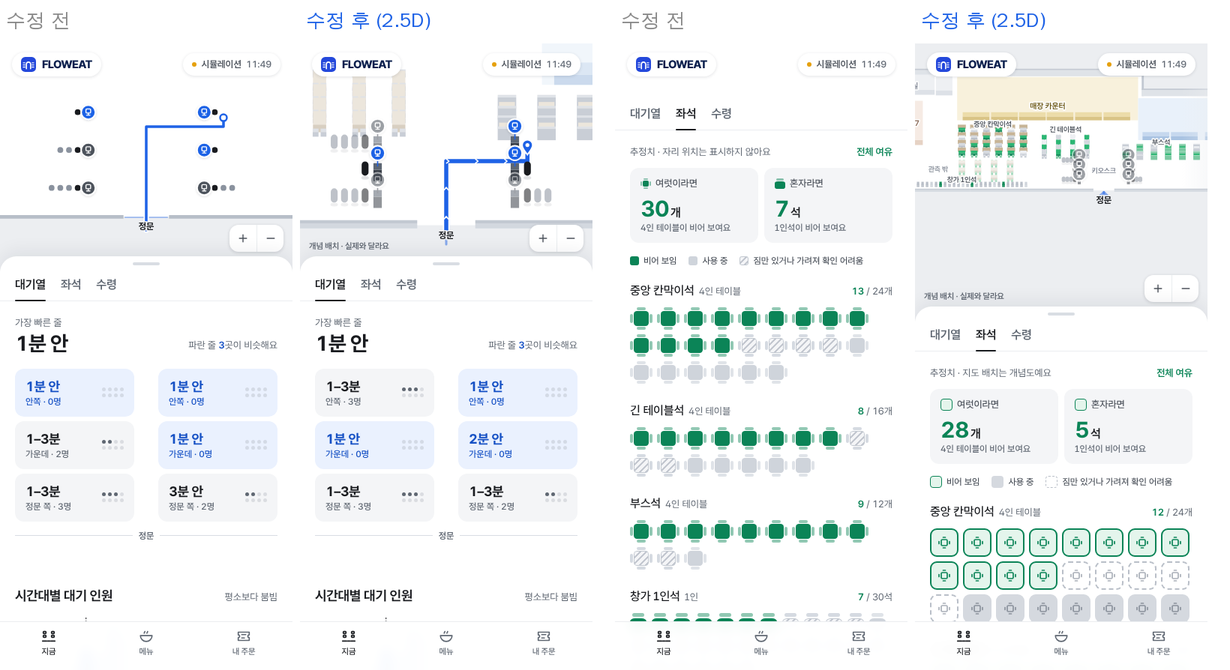 수정 전
FLOWEAT
시뮬레이션 11:49
정문
+ −
대기열 좌석 수령
가장 빠른 줄
1분 안
파란 줄 3곳이 비슷해요
1분 안
안쪽 · 0명
1분 안
안쪽 · 0명
1–3분
가운데 · 2명
1분 안
가운데 · 0명
1–3분
정문 쪽 · 3명
3분 안
정문 쪽 · 2명
정문
시간대별 대기 인원
평소보다 붐빔
지금
메뉴
내 주문
수정 후 (2.5D)
FLOWEAT
시뮬레이션 11:49
정문
개념 배치 · 실제와 달라요
+ −
대기열 좌석 수령
가장 빠른 줄
1분 안
파란 줄 3곳이 비슷해요
1–3분
안쪽 · 3명
1분 안
안쪽 · 0명
1분 안
가운데 · 0명
2분 안
가운데 · 0명
1–3분
정문 쪽 · 3명
1–3분
정문 쪽 · 2명
정문
시간대별 대기 인원
평소보다 붐빔
지금
메뉴
내 주문
수정 전
FLOWEAT
시뮬레이션 11:49
대기열 좌석 수령
추정치 · 자리 위치는 표시하지 않아요
전체 여유
여럿이라면
30개
4인 테이블이 비어 보여요
혼자라면
7석
1인석이 비어 보여요
비어 보임
사용 중
짐만 있거나 가려져 확인 어려움
중앙 칸막이석 4인 테이블
13 / 24개
긴 테이블석 4인 테이블
8 / 16개
부스석 4인 테이블
9 / 12개
창가 1인석 1인
7 / 30석
지금
메뉴
내 주문
수정 후 (2.5D)
FLOWEAT
시뮬레이션 11:49
매장 카운터
중앙 칸막이석
긴 테이블석
부스석
관측 밖
키오스크
창가 1인석
정문
개념 배치 · 실제와 달라요
+ −
대기열 좌석 수령
추정치 · 지도 배치는 개념도예요
전체 여유
여럿이라면
28개
4인 테이블이 비어 보여요
혼자라면
5석
1인석이 비어 보여요
비어 보임
사용 중
짐만 있거나 가려져 확인 어려움
중앙 칸막이석 4인 테이블
12 / 24개
지금
메뉴
내 주문